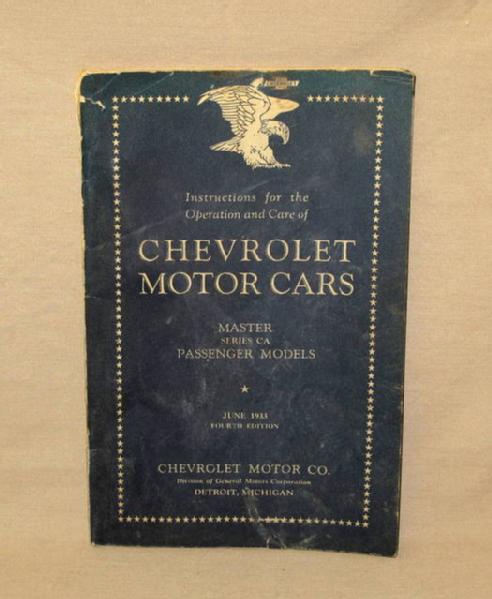 CHEVROLET
Instructions for the
Operation and Care of
CHEVROLET
MOTOR CARS
MASTER
SERIES CA
PASSENGER MODELS
JUNE 1933
FOURTH EDITION
CHEVROLET MOTOR CO.
Division of General Motors Corporation
DETROIT, MICHIGAN